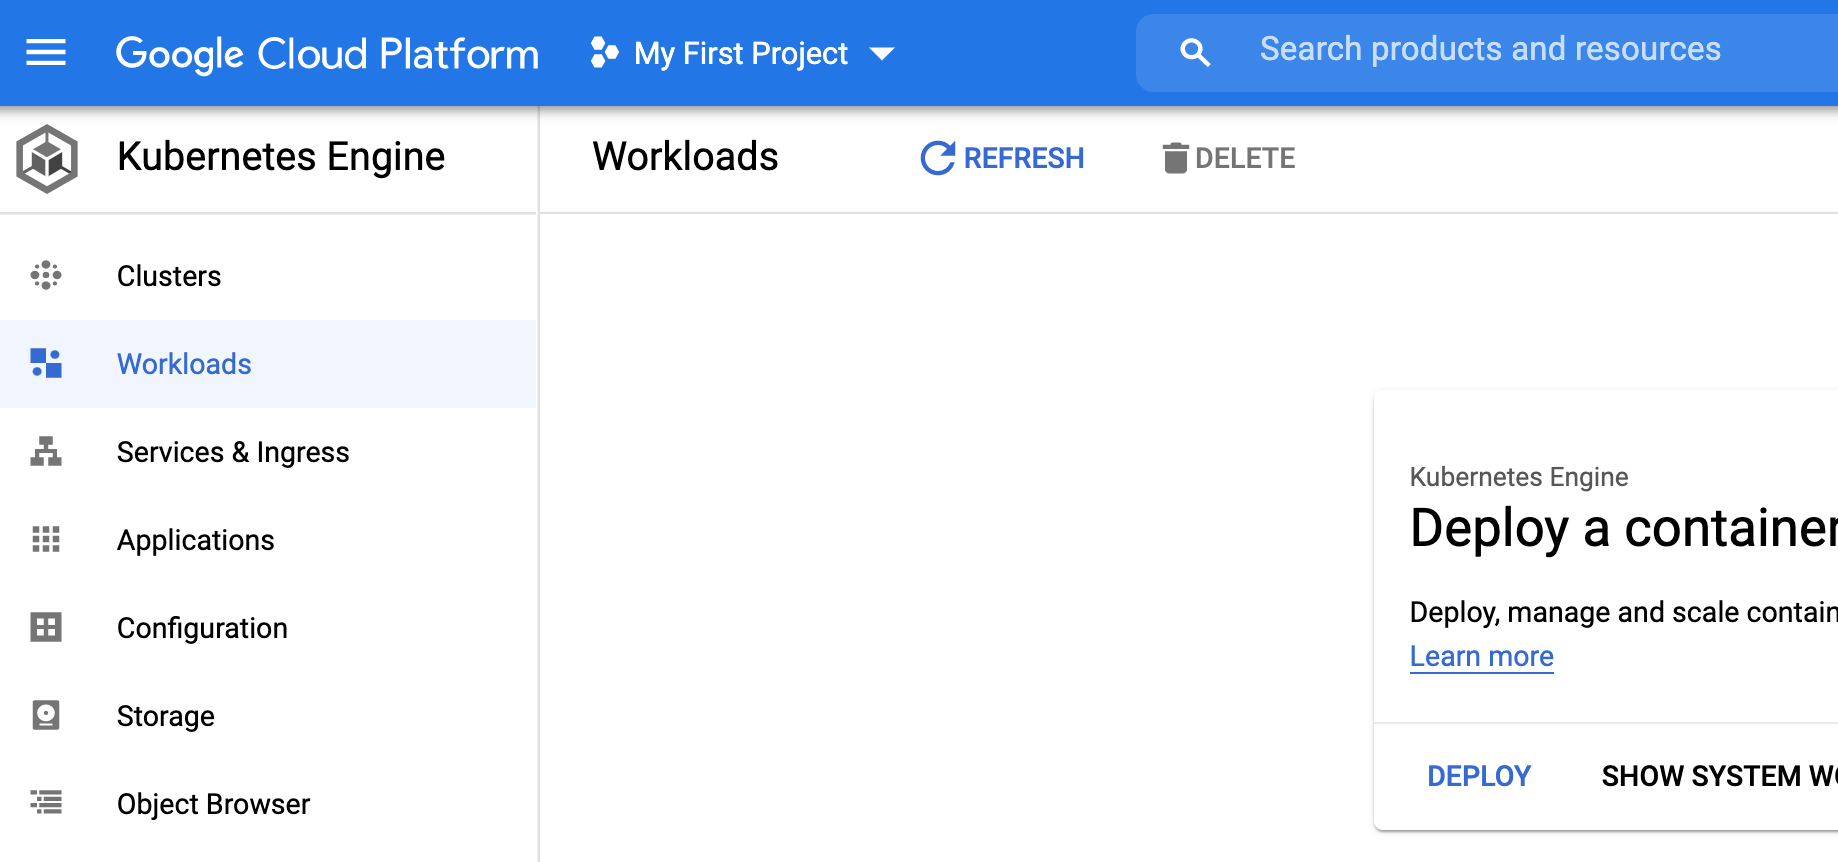 Google Cloud Platform
My First Project
Search products and resources
Kubernetes Engine
Workloads
REFRESH
DELETE
Clusters
Workloads
Services & Ingress
Applications
Configuration
Storage
Object Browser
Kubernetes Engine
Deploy a container
Deploy, manage and scale contain
Learn more
DEPLOY
SHOW SYSTEM WO